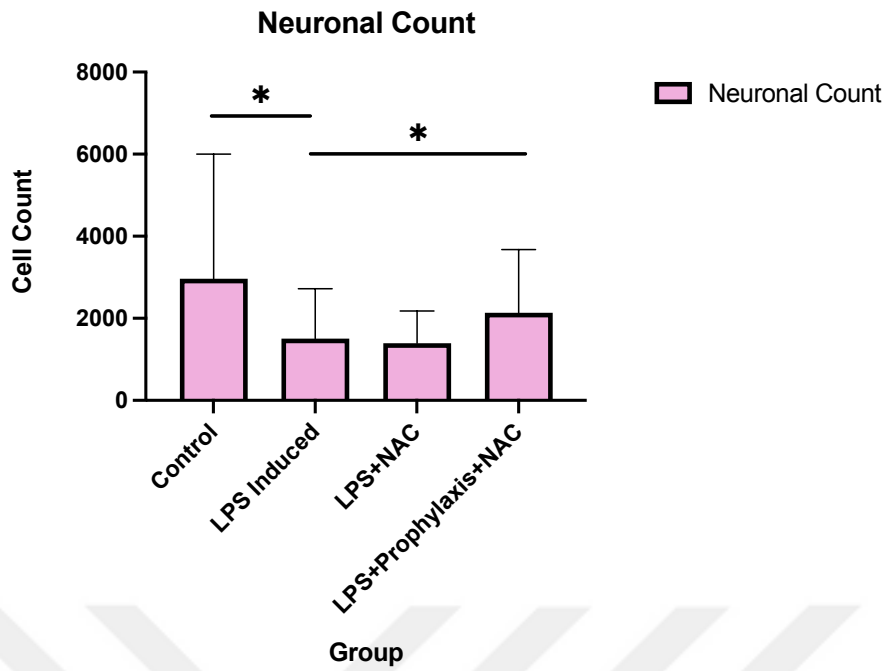 Neuronal Count
Neuronal Count
Cell Count
8000
6000
4000
2000
0
*
*
Control
LPS Induced
LPS+NAC
LPS+Prophylaxis+NAC
Group